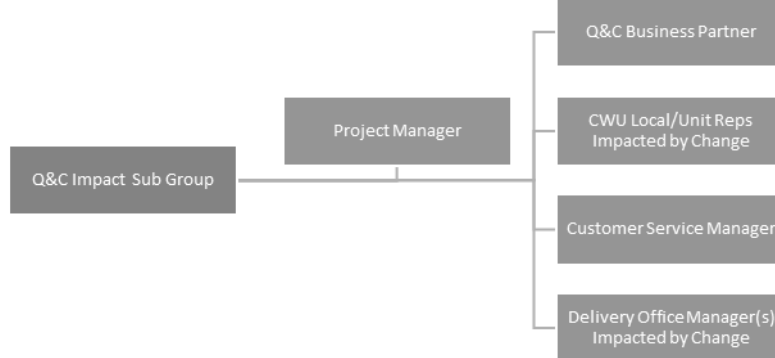 Q&C Business Partner
CWU Local/Unit Reps
Impacted by Change
Project Manager
Q&C Impact Sub Group
Customer Service Manager
Delivery Office Manager(s)
Impacted by Change